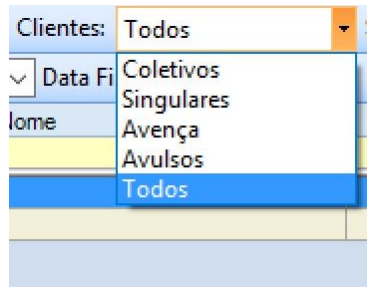 Clientes: Todos
Data Fi
Coletivos
Singulares
Nome
Avença
Avulsos
Todos